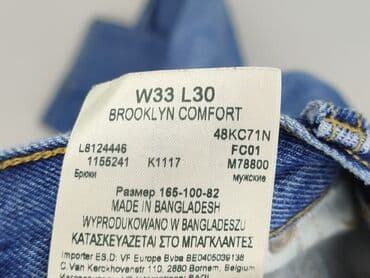 W33 L30
BROOKLYN COMFORT
48KC71N
L8124446 FC01
1155241 K1117 M78800
Брюки мужские
Размер 165-100-82
MADE IN BANGLADESH
WYPRODUKOWANO W BANGLADESZU
ΚΑΤΑΣΚΕΥΑΖΕΤΑΙ ΣΤΟ ΜΠΑΓΚΛΑΝΤΕΣ
Importer ES.D: VF Europe Bvba BE0405039138
C. Van Kerckhovenstr 110, 2880 Bornem, Belgium